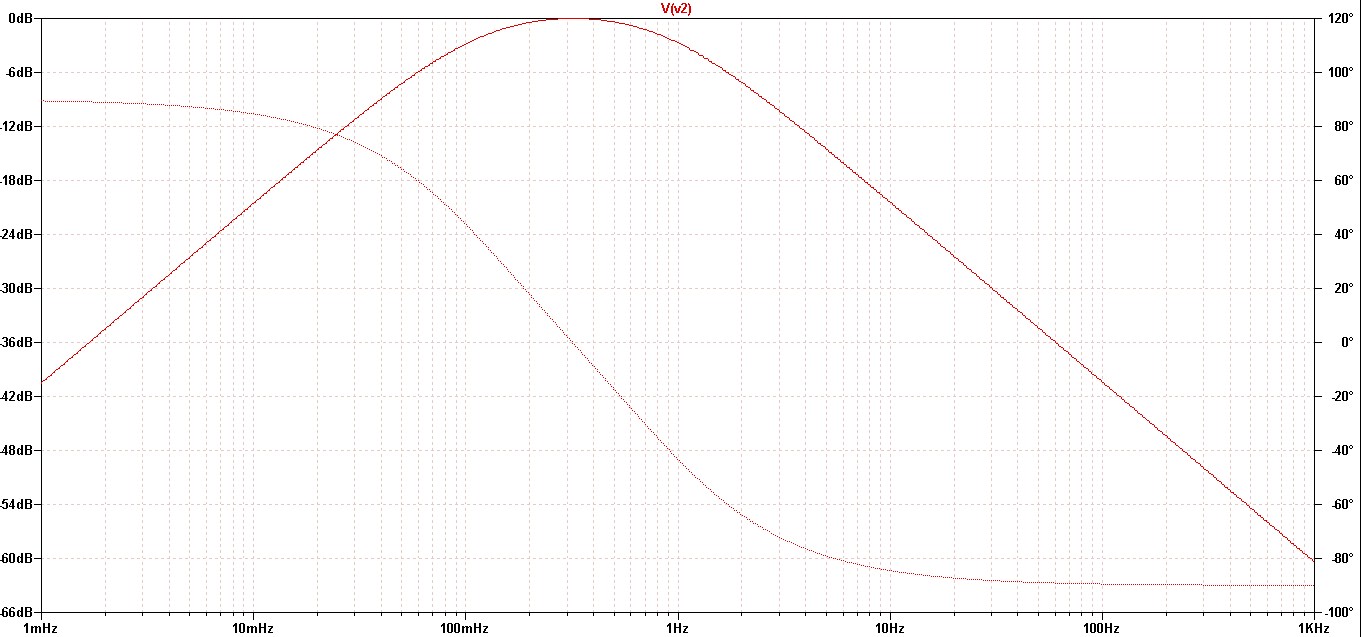 V(v2)
0dB 120°
-6dB 100°
-12dB 80°
-18dB 60°
-24dB 40°
-30dB 20°
-36dB 0°
-42dB -20°
-48dB -40°
-54dB -60°
-60dB -80°
-66dB -100°
1mHz 10mHz 100mHz 1Hz 10Hz 100Hz 1KHz